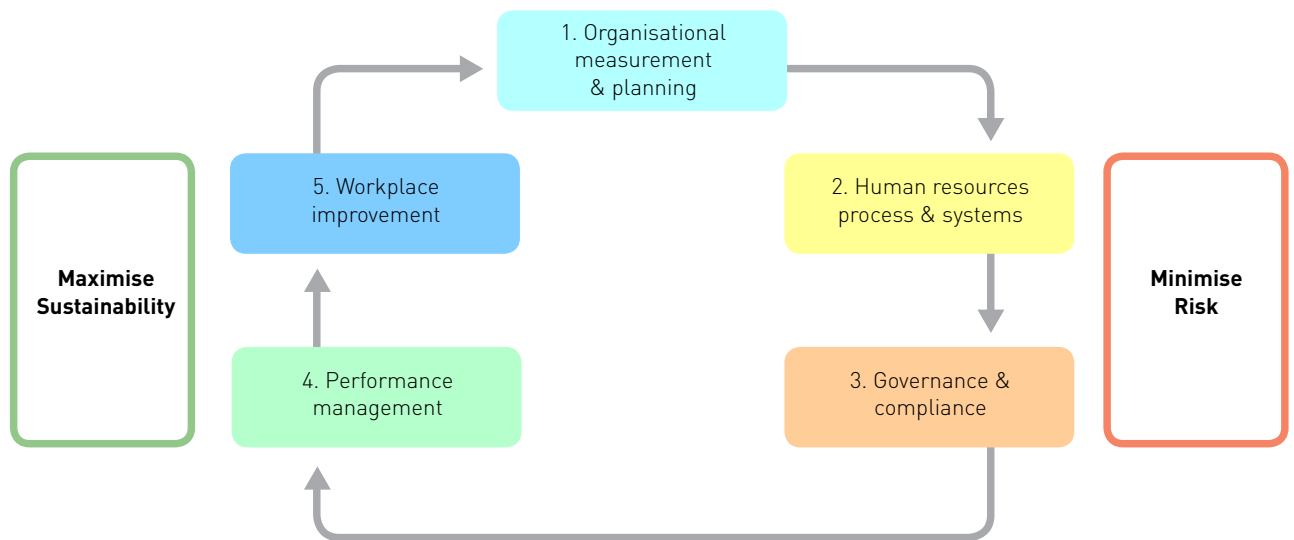 1. Organisational
measurement
& planning
5. Workplace
improvement
2. Human resources
process & systems
Maximise
Sustainability
Minimise
Risk
4. Performance
management
3. Governance &
compliance